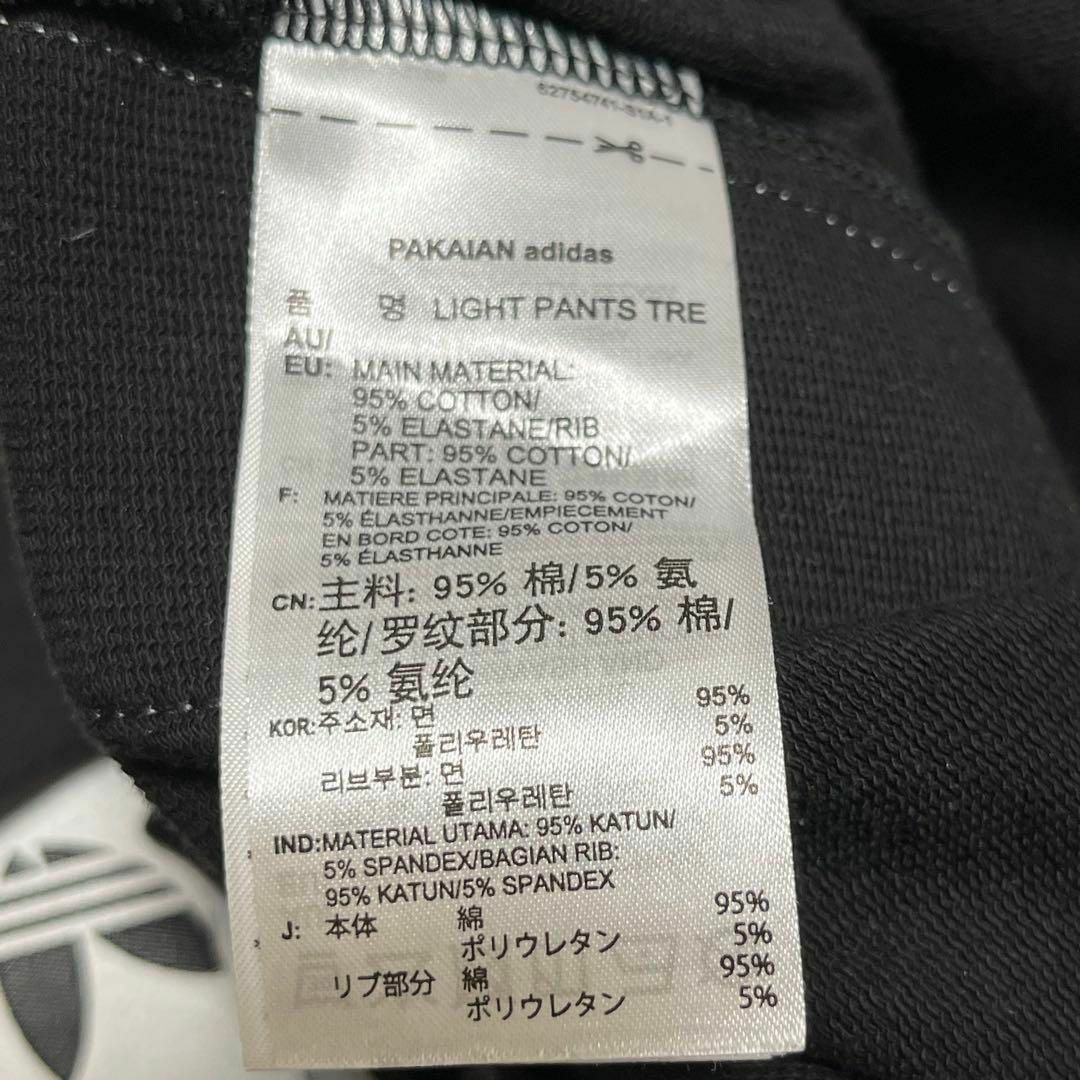 PAKAIAN adidas
품 명 LIGHT PANTS TRE
AU/
EU: MAIN MATERIAL:
95% COTTON/
5% ELASTANE/RIB
PART: 95% COTTON/
5% ELASTANE
F: MATIERE PRINCIPALE: 95% COTON/
5% ÉLASTHANNE/EMPIECEMENT
EN BORD COTE: 95% COTON/
5% ÉLASTHANNE
CN: 主料: 95% 棉/5% 氨
纶/罗纹部分: 95% 棉/
5% 氨纶
KOR: 주소재: 면 95%
폴리우레탄 5%
리브부분: 면 95%
폴리우레탄 5%
IND: MATERIAL UTAMA: 95% KATUN/
5% SPANDEX/BAGIAN RIB:
95% KATUN/5% SPANDEX
J: 本体 綿 95%
ポリウレタン 5%
リブ部分 綿 95%
ポリウレタン 5%